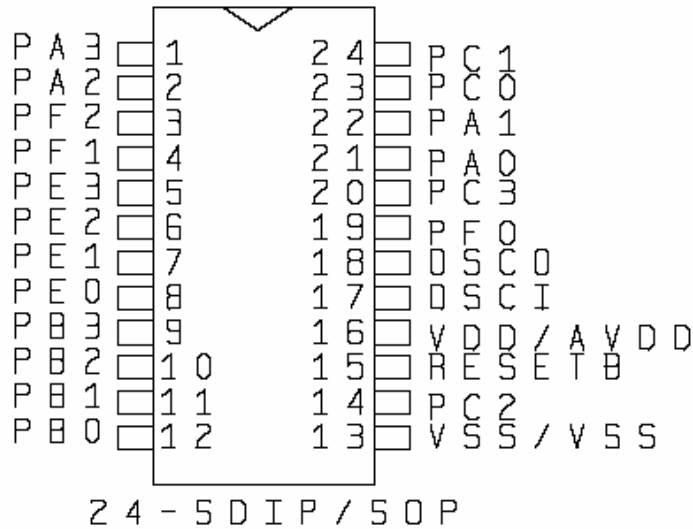 PA3 1 24 PC1
PA2 2 23 PC0
PF2 3 22 PA1
PF1 4 21 PA0
PE3 5 20 PC3
PE2 6 19 PF0
PE1 7 18 OSCO
PE0 8 17 OSCI
PB3 9 16 VDD/AVDD
PB2 10 15 RESETB
PB1 11 14 PC2
PB0 12 13 VSS/VSS
24-SDIP/SOP